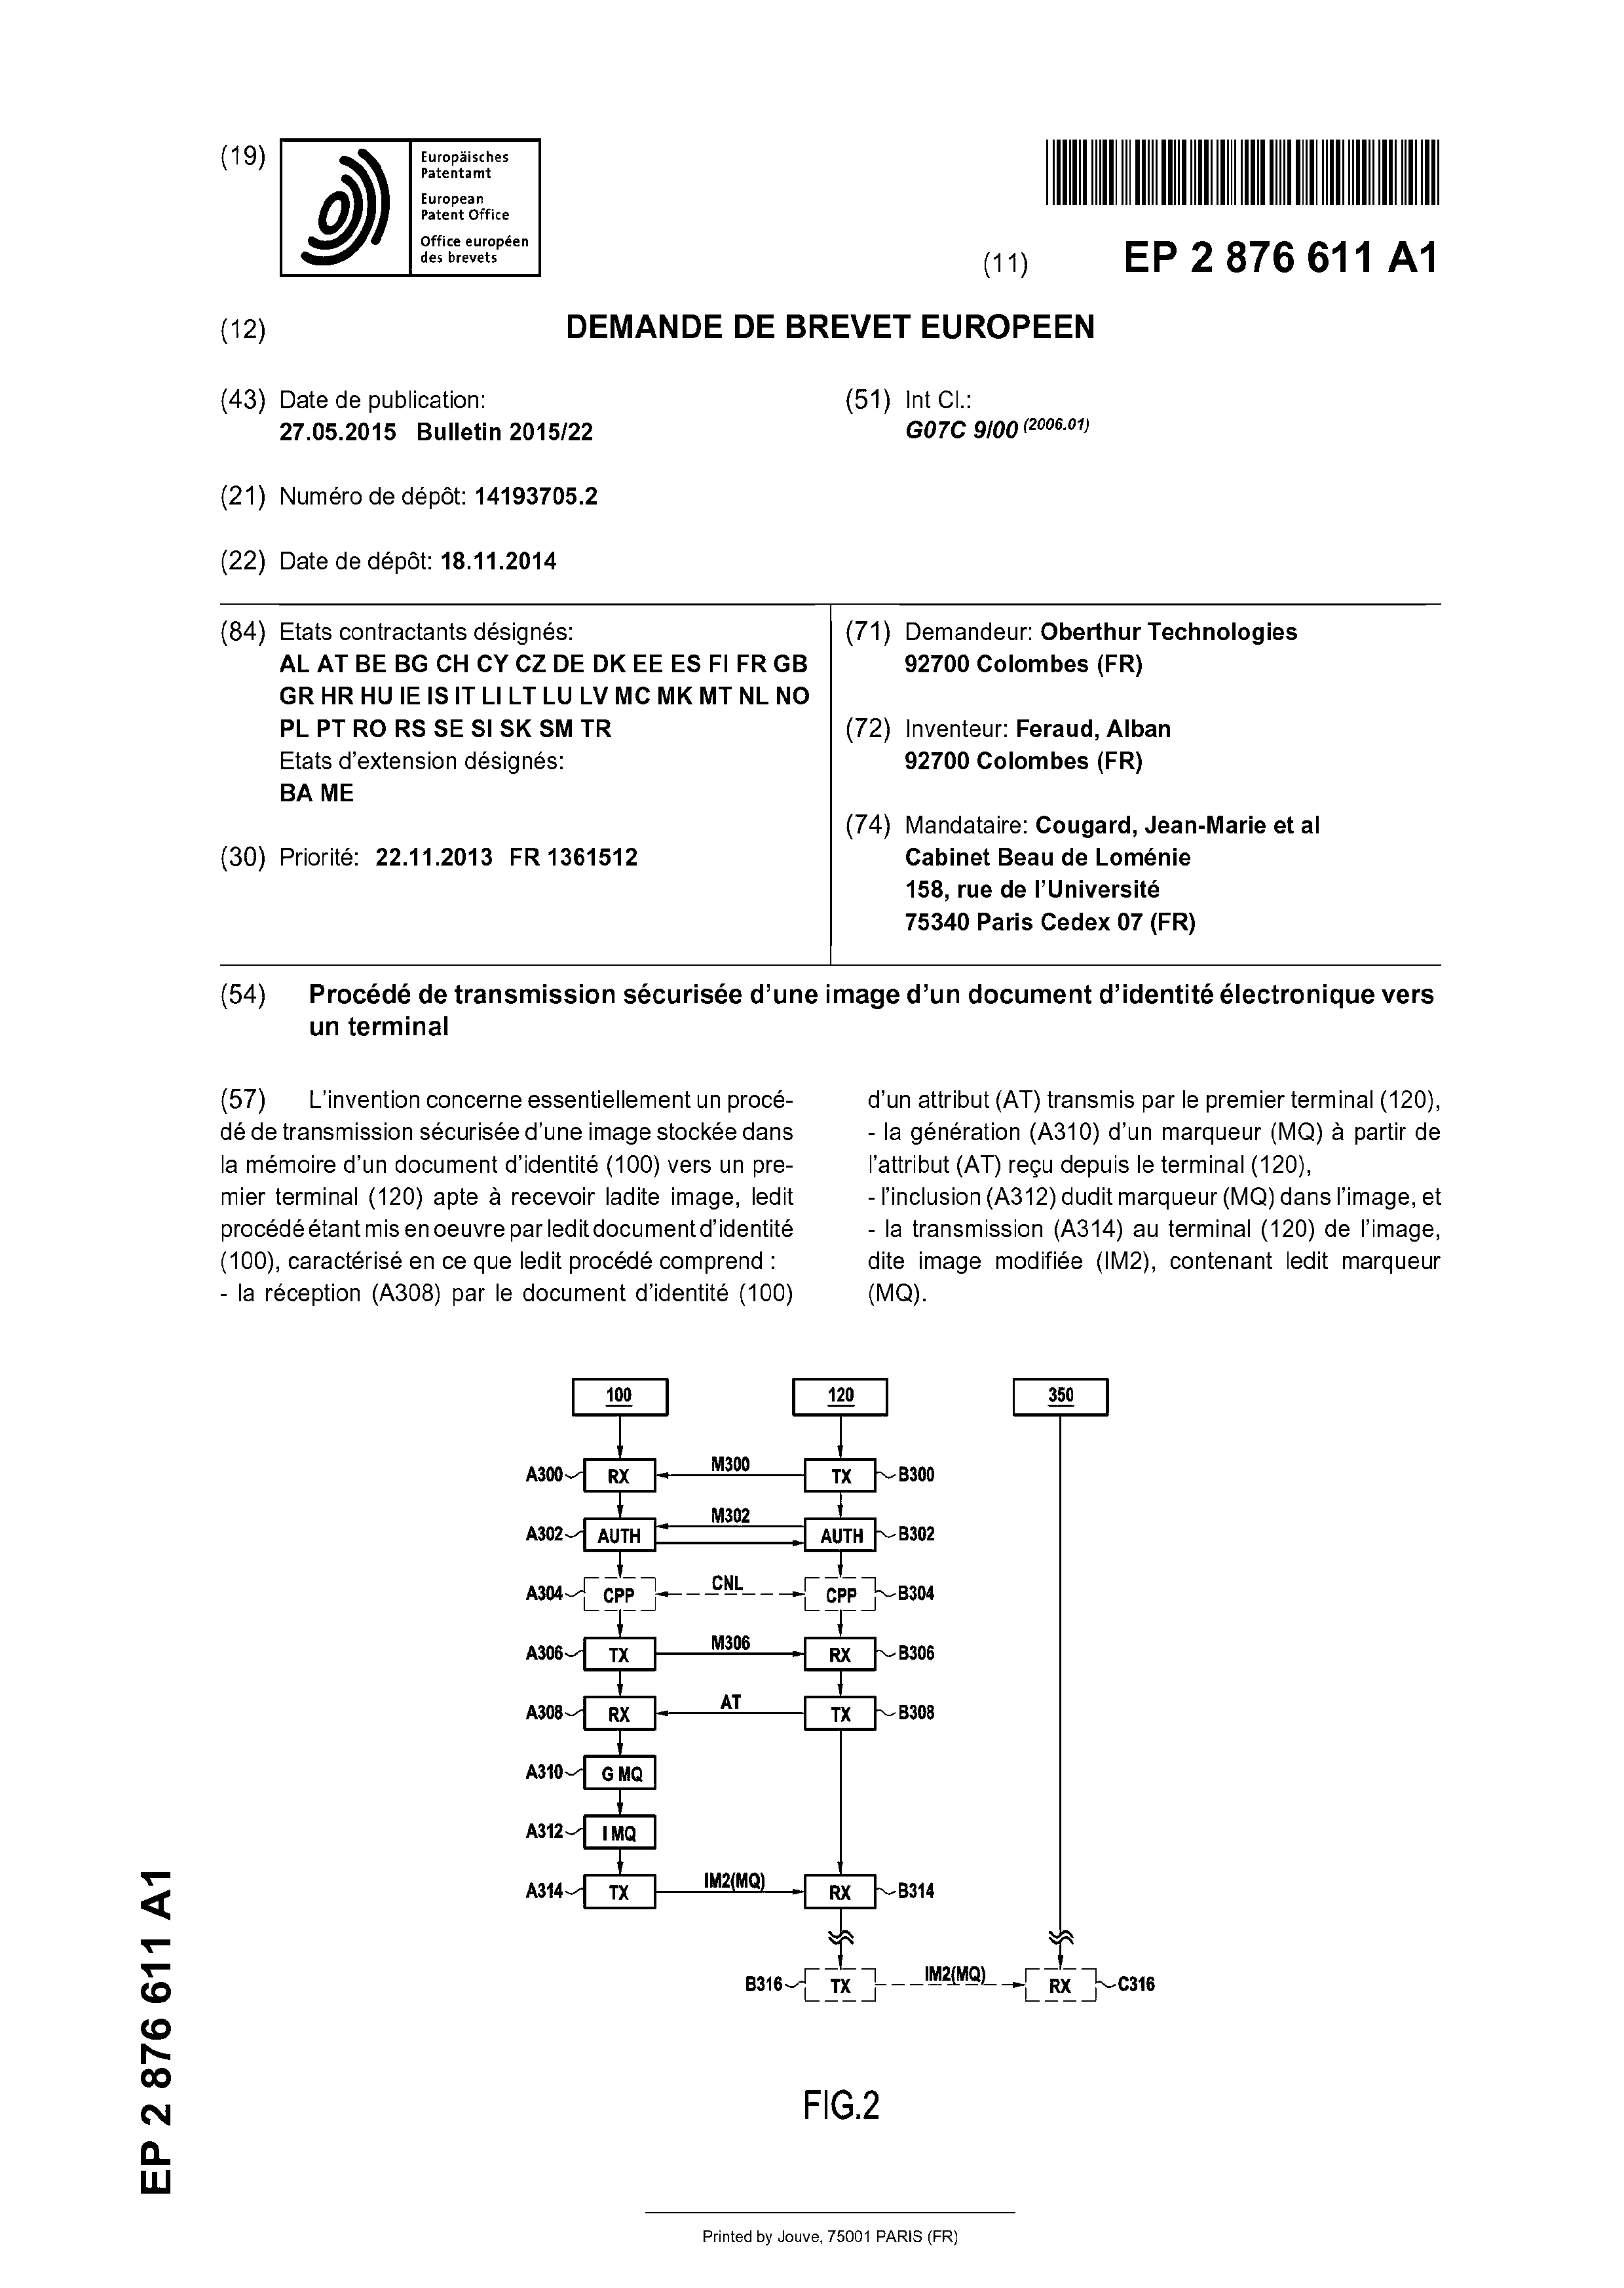 (19)
Europäisches
Patentamt
European
Patent Office
Office européen
des brevets
(11) EP 2 876 611 A1
(12) DEMANDE DE BREVET EUROPEEN
(43) Date de publication:
27.05.2015 Bulletin 2015/22
(51) Int Cl.:
G07C 9/00 (2006.01)
(21) Numéro de dépôt: 14193705.2
(22) Date de dépôt: 18.11.2014
(84) Etats contractants désignés:
AL AT BE BG CH CY CZ DE DK EE ES FI FR GB
GR HR HU IE IS IT LI LT LU LV MC MK MT NL NO
PL PT RO RS SE SI SK SM TR
Etats d'extension désignés:
BA ME
(30) Priorité: 22.11.2013 FR 1361512
(71) Demandeur: Oberthur Technologies
92700 Colombes (FR)
(72) Inventeur: Feraud, Alban
92700 Colombes (FR)
(74) Mandataire: Cougard, Jean-Marie et al
Cabinet Beau de Loménie
158, rue de l'Université
75340 Paris Cedex 07 (FR)
(54) Procédé de transmission sécurisée d'une image d'un document d'identité électronique vers
un terminal
(57) L'invention concerne essentiellement un procé-
dé de transmission sécurisée d'une image stockée dans
la mémoire d'un document d'identité (100) vers un pre-
mier terminal (120) apte à recevoir ladite image, ledit
procédé étant mis en oeuvre par ledit document d'identité
(100), caractérisé en ce que ledit procédé comprend :
- la réception (A308) par le document d'identité (100)
d'un attribut (AT) transmis par le premier terminal (120),
- la génération (A310) d'un marqueur (MQ) à partir de
l'attribut (AT) reçu depuis le terminal (120),
- l'inclusion (A312) dudit marqueur (MQ) dans l'image, et
- la transmission (A314) au terminal (120) de l'image,
dite image modifiée (IM2), contenant ledit marqueur
(MQ).
100 120 350
A300 RX M300 TX B300
A302 AUTH M302 AUTH B302
A304 CPP CNL CPP B304
A306 TX M306 RX B306
A308 RX AT TX B308
A310 G MQ
A312 I MQ
A314 TX IM2(MQ) RX B314
B316 TX IM2(MQ) RX C316
FIG.2
EP 2 876 611 A1
Printed by Jouve, 75001 PARIS (FR)